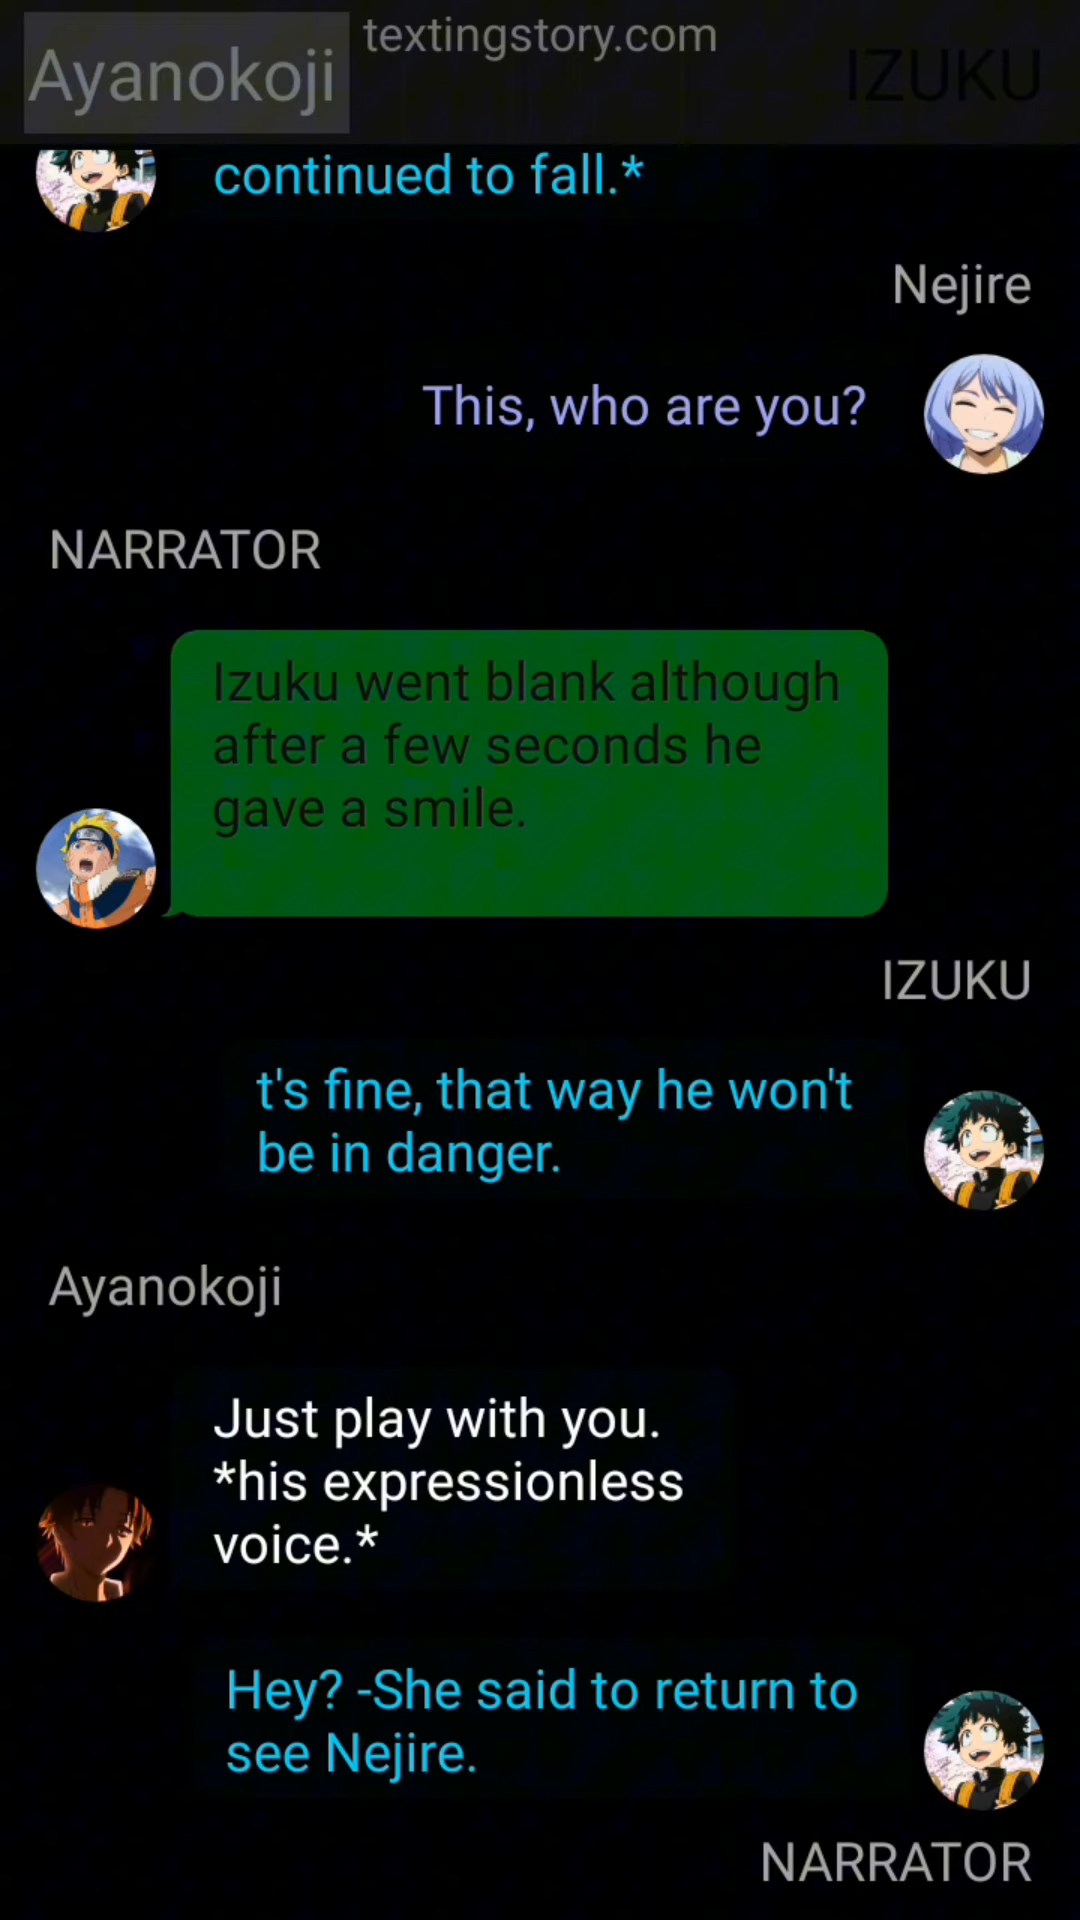 textingstory.com
Ayanokoji
IZUKU
continued to fall.*
Nejire
This, who are you?
NARRATOR
Izuku went blank although
after a few seconds he
gave a smile.
IZUKU
t's fine, that way he won't
be in danger.
Ayanokoji
Just play with you.
*his expressionless
voice.*
Hey? -She said to return to
see Nejire.
NARRATOR